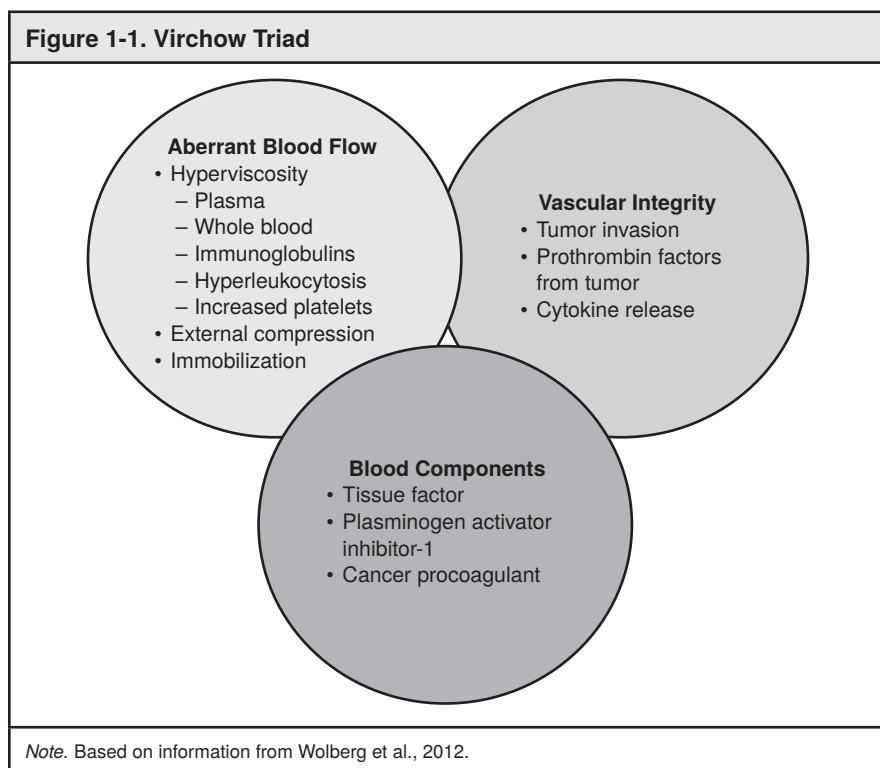 Figure 1-1. Virchow Triad
Aberrant Blood Flow
• Hyperviscosity
– Plasma
– Whole blood
– Immunoglobulins
– Hyperleukocytosis
– Increased platelets
• External compression
• Immobilization
Vascular Integrity
• Tumor invasion
• Prothrombin factors
from tumor
• Cytokine release
Blood Components
• Tissue factor
• Plasminogen activator
inhibitor-1
• Cancer procoagulant
Note. Based on information from Wolberg et al., 2012.